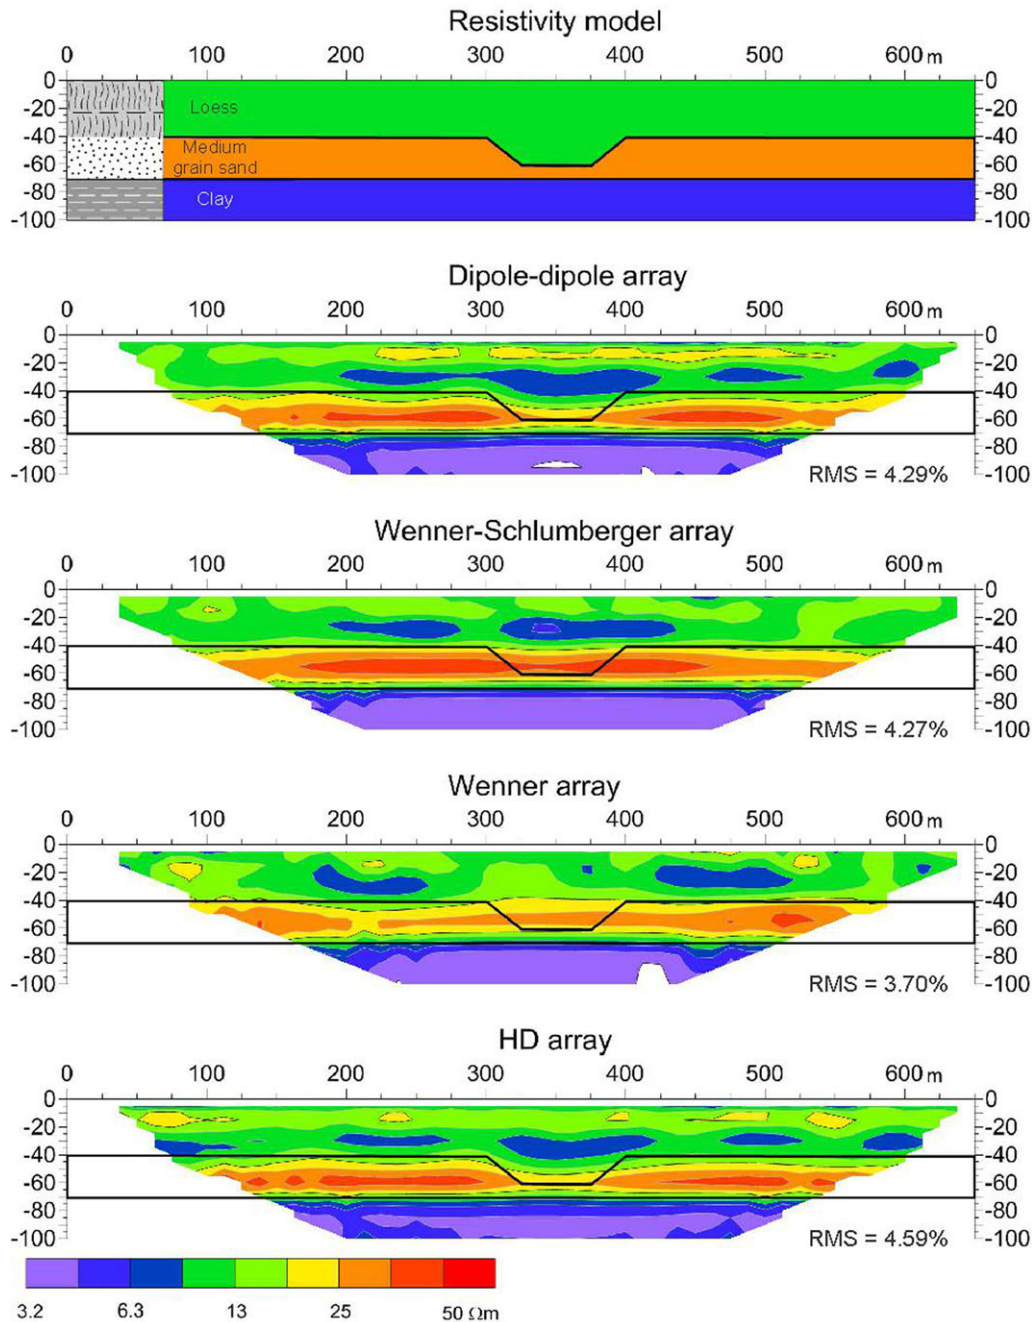 Resistivity model
0 100 200 300 400 500 600 m
0 0
-20 Loess -20
-40 -40
Medium
-60 grain sand -60
-80 Clay -80
-100 -100
Dipole-dipole array
0 100 200 300 400 500 600 m
0 0
-20 -20
-40 -40
-60 -60
-80 -80
-100 RMS = 4.29% -100
Wenner-Schlumberger array
0 100 200 300 400 500 600 m
0 0
-20 -20
-40 -40
-60 -60
-80 -80
-100 RMS = 4.27% -100
Wenner array
0 100 200 300 400 500 600 m
0 0
-20 -20
-40 -40
-60 -60
-80 -80
-100 RMS = 3.70% -100
HD array
0 100 200 300 400 500 600 m
0 0
-20 -20
-40 -40
-60 -60
-80 -80
-100 RMS = 4.59% -100
3.2 6.3 13 25 50 Ωm